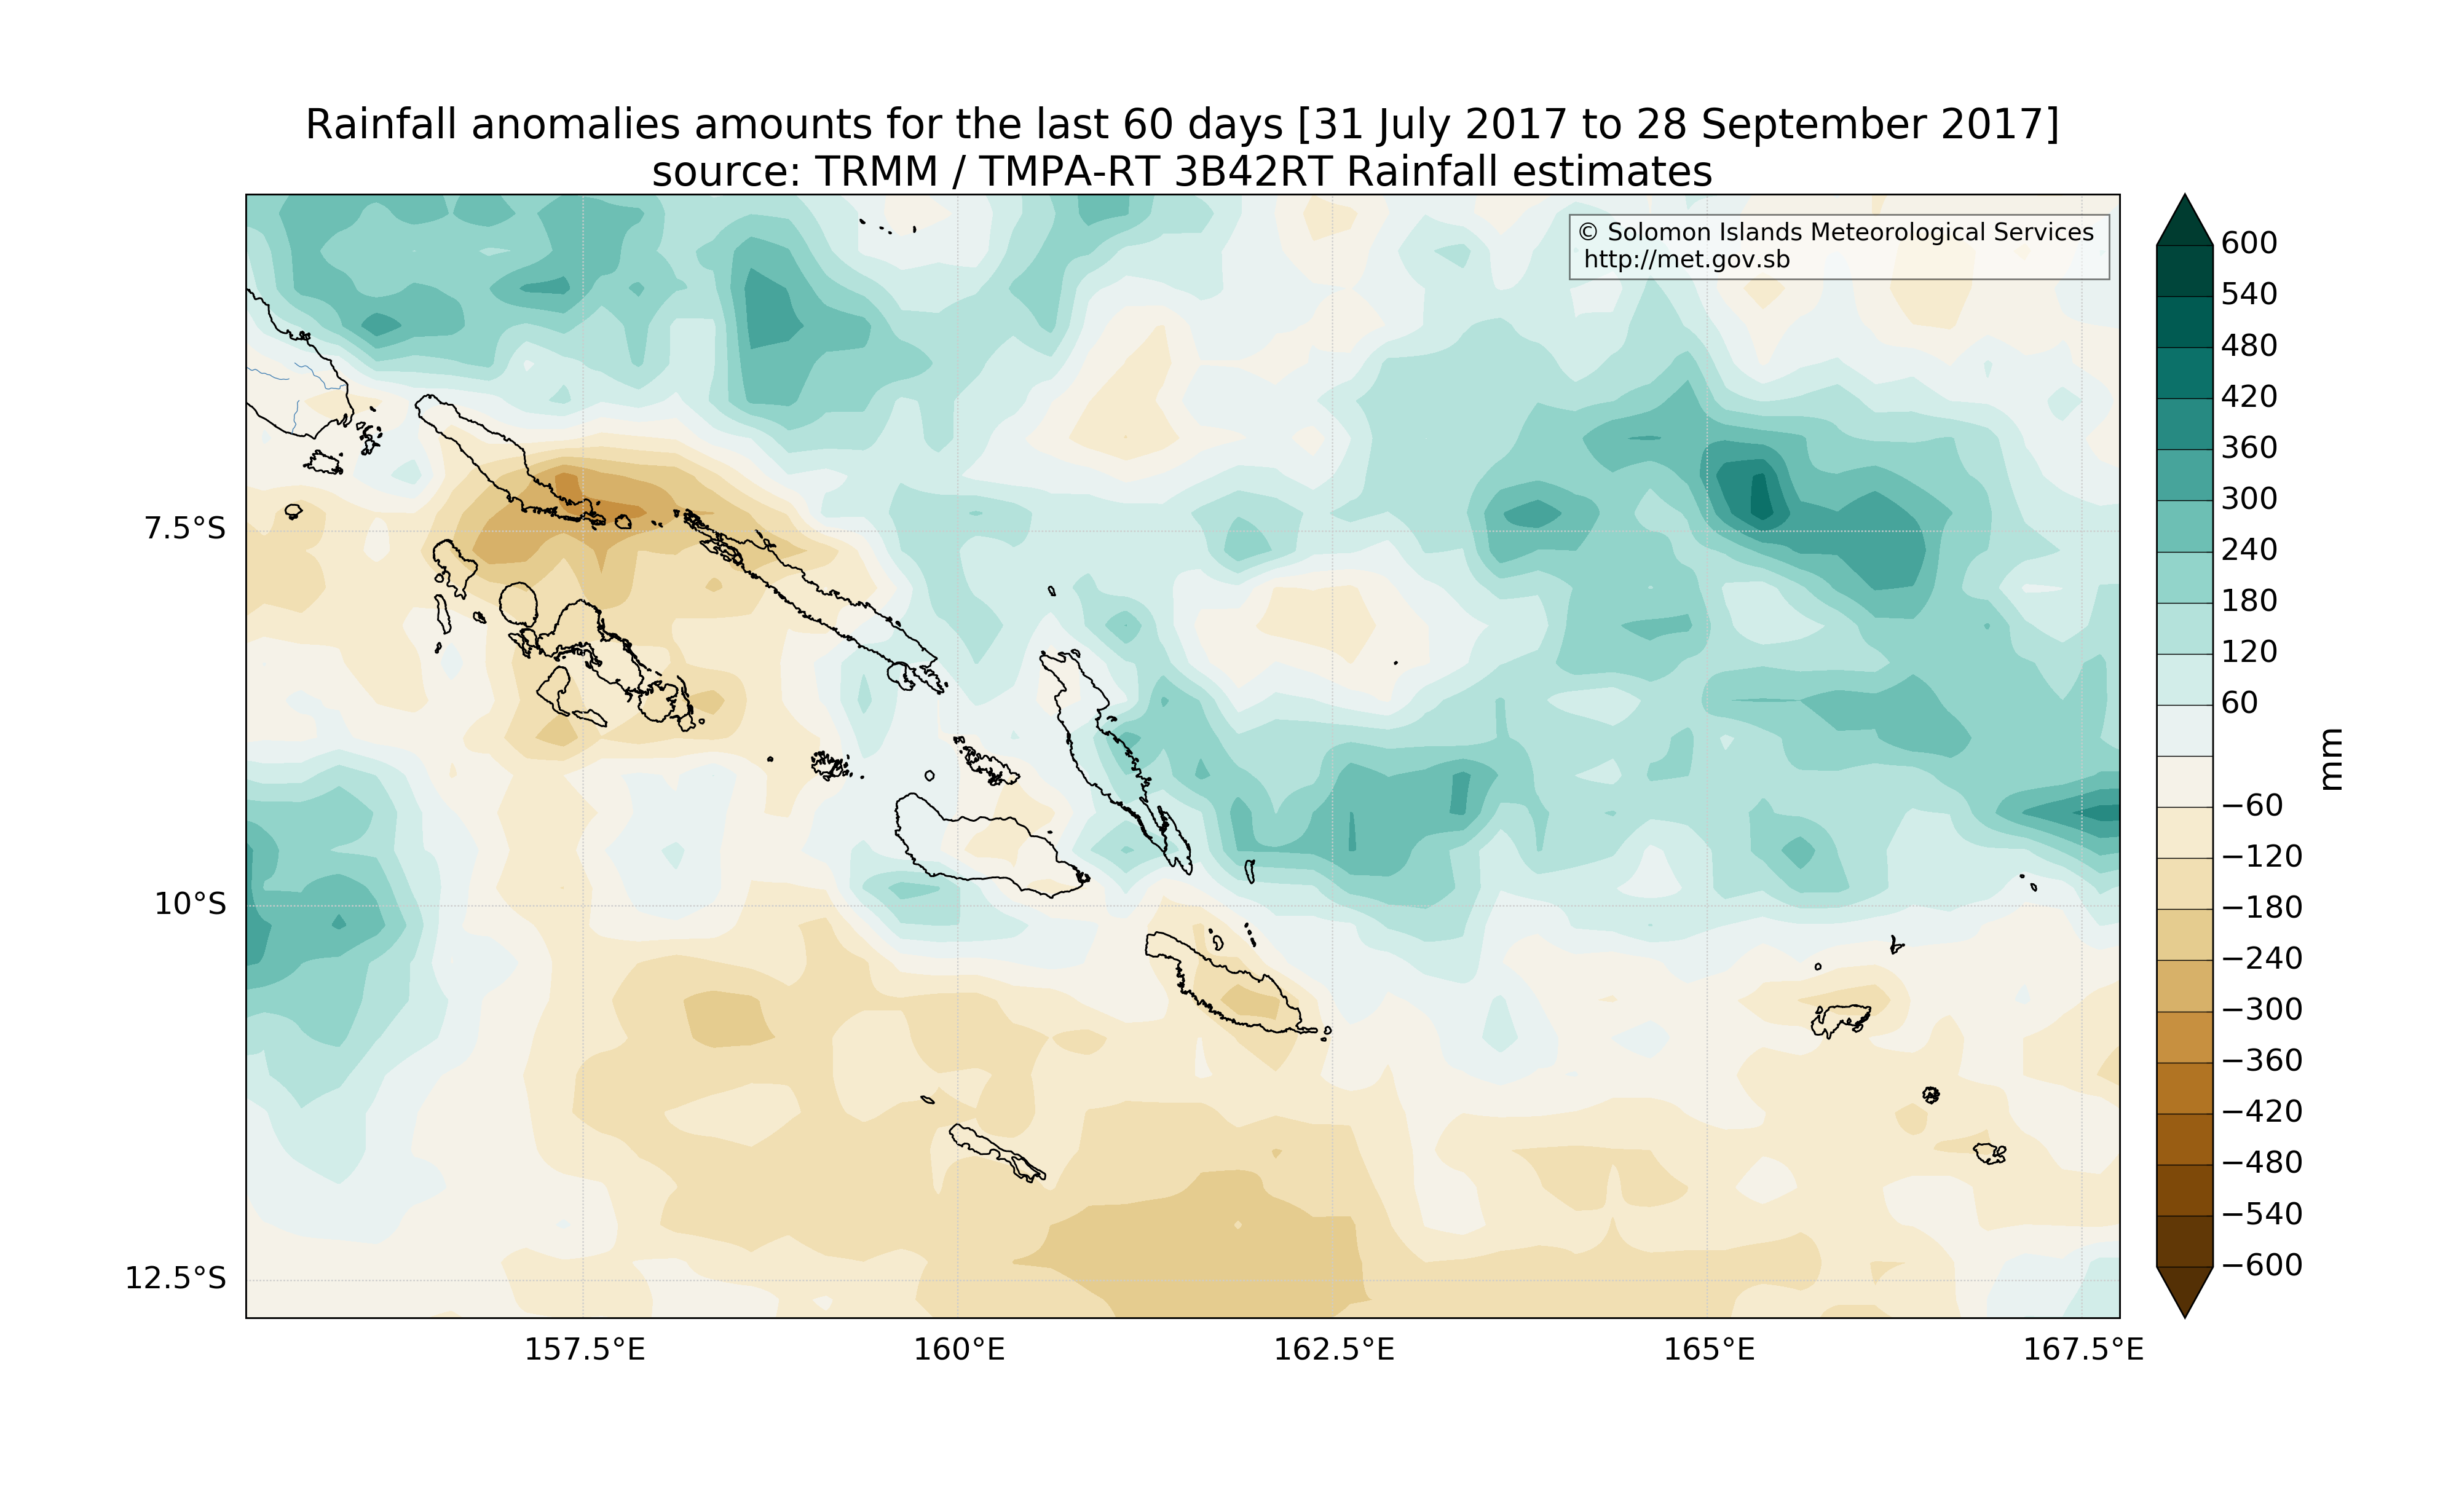 Rainfall anomalies amounts for the last 60 days [31 July 2017 to 28 September 2017]
source: TRMM / TMPA-RT 3B42RT Rainfall estimates
© Solomon Islands Meteorological Services
http://met.gov.sb
7.5°S
10°S
12.5°S
157.5°E
160°E
162.5°E
165°E
167.5°E
600
540
480
420
360
300
240
180
120
60
−60
−120
−180
−240
−300
−360
−420
−480
−540
−600
mm